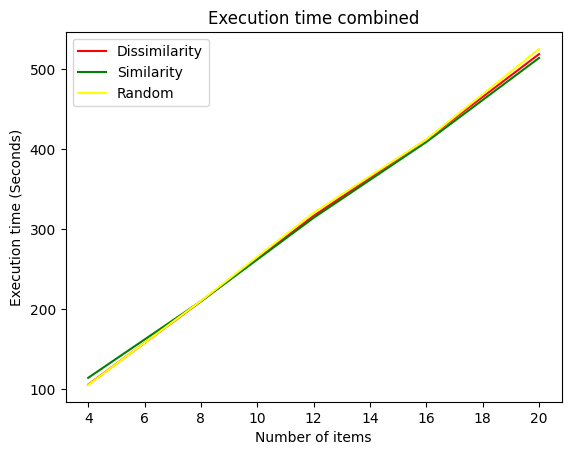 Execution time combined
Dissimilarity
Similarity
Random
Execution time (Seconds)
500
400
300
200
100
4 6 8 10 12 14 16 18 20
Number of items